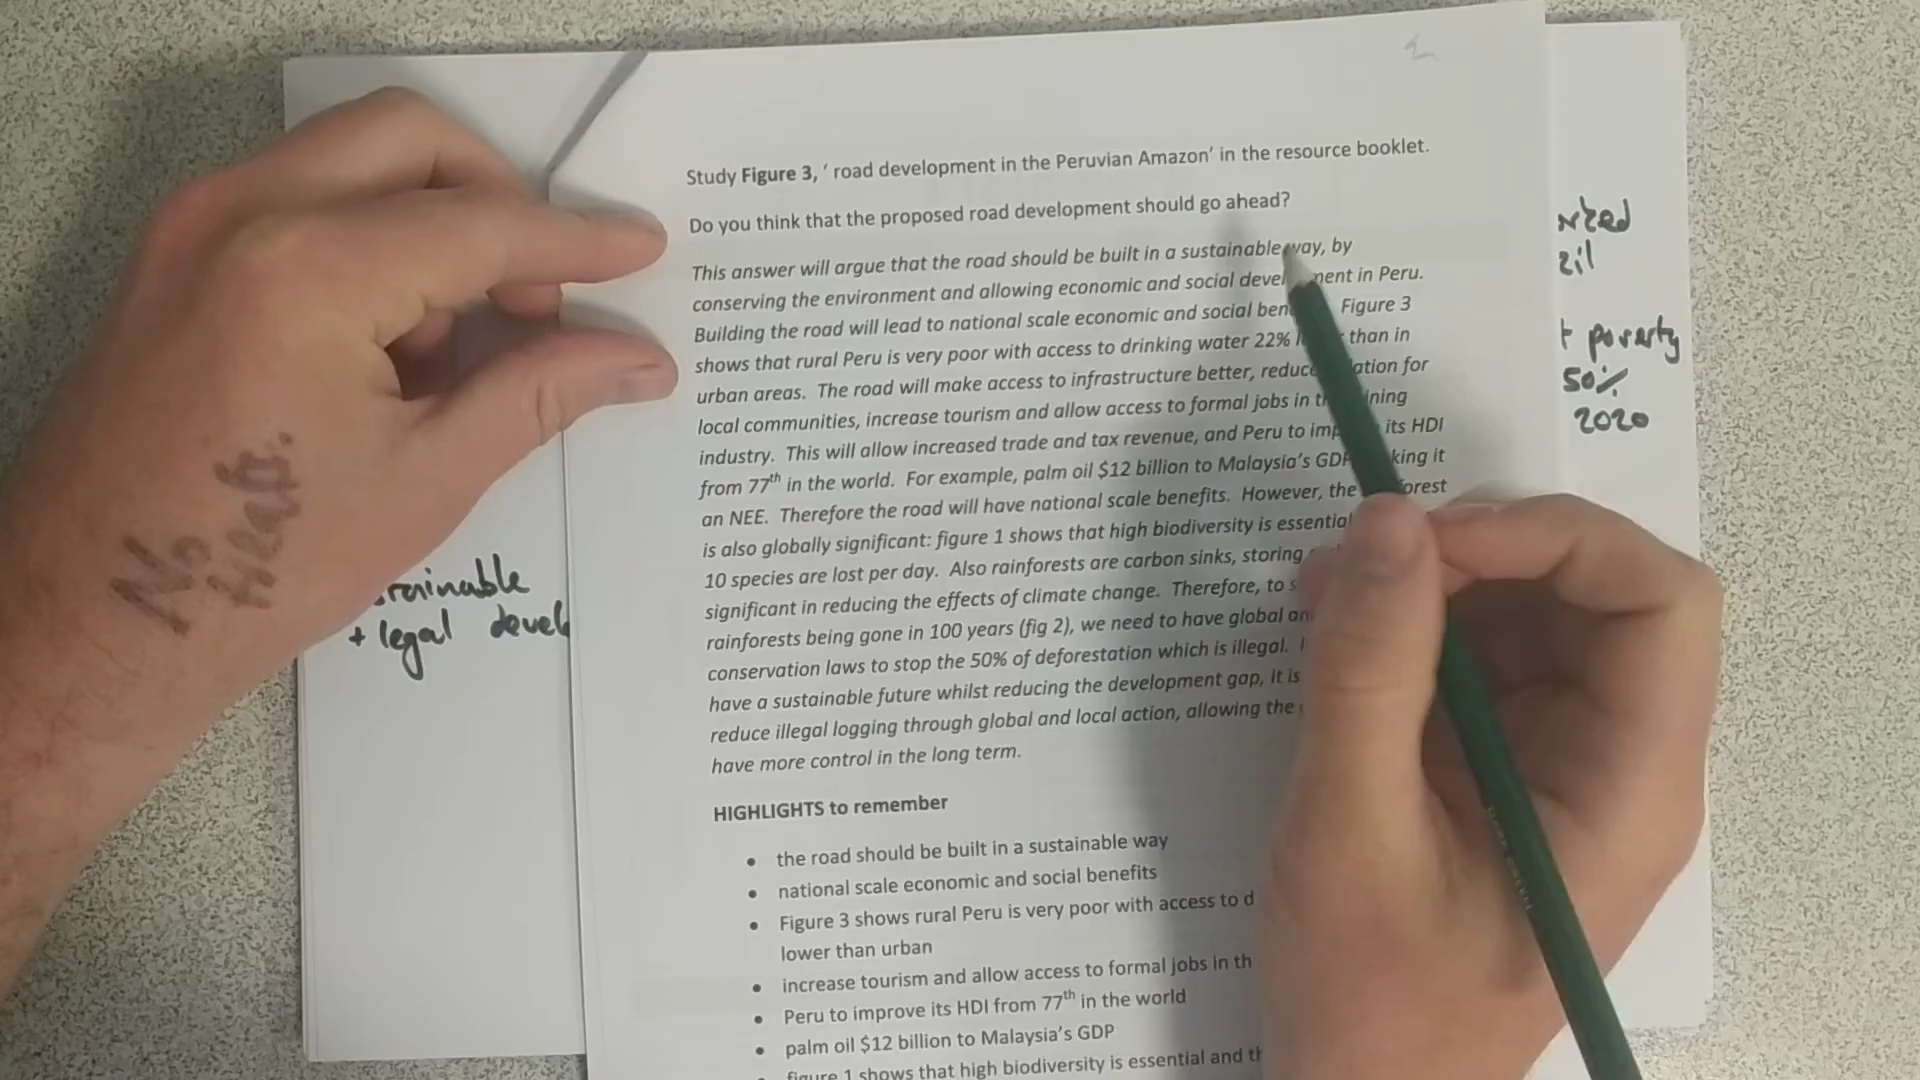 Study Figure 3, ‘ road development in the Peruvian Amazon’ in the resource booklet.
Do you think that the proposed road development should go ahead?
This answer will argue that the road should be built in a sustainable way, by
conserving the environment and allowing economic and social development in Peru.
Building the road will lead to national scale economic and social Figure 3
shows that rural Peru is very poor with access to drinking water 22% than in
urban areas. The road will make access to infrastructure better, reduce for
local communities, increase tourism and allow access to formal jobs in
industry. This will allow increased trade and tax revenue, and Peru to its HDI
from 77th in the world. For example, palm oil $12 billion to Malaysia’s GDP it
an NEE. Therefore the road will have national scale benefits. However, the
is also globally significant: figure 1 shows that high biodiversity is essential
10 species are lost per day. Also rainforests are carbon sinks, storing
significant in reducing the effects of climate change. Therefore, to
rainforests being gone in 100 years (fig 2), we need to have global
conservation laws to stop the 50% of deforestation which is illegal.
have a sustainable future whilst reducing the development gap, it is
reduce illegal logging through global and local action, allowing the
have more control in the long term.
HIGHLIGHTS to remember
• the road should be built in a sustainable way
• national scale economic and social benefits
• Figure 3 shows rural Peru is very poor with access to d
lower than urban
• increase tourism and allow access to formal jobs in th
• Peru to improve its HDI from 77th in the world
• palm oil $12 billion to Malaysia’s GDP
• figure 1 shows that high biodiversity is essential and th
No
+ legal devel
zil
+ poverty
50%
2020